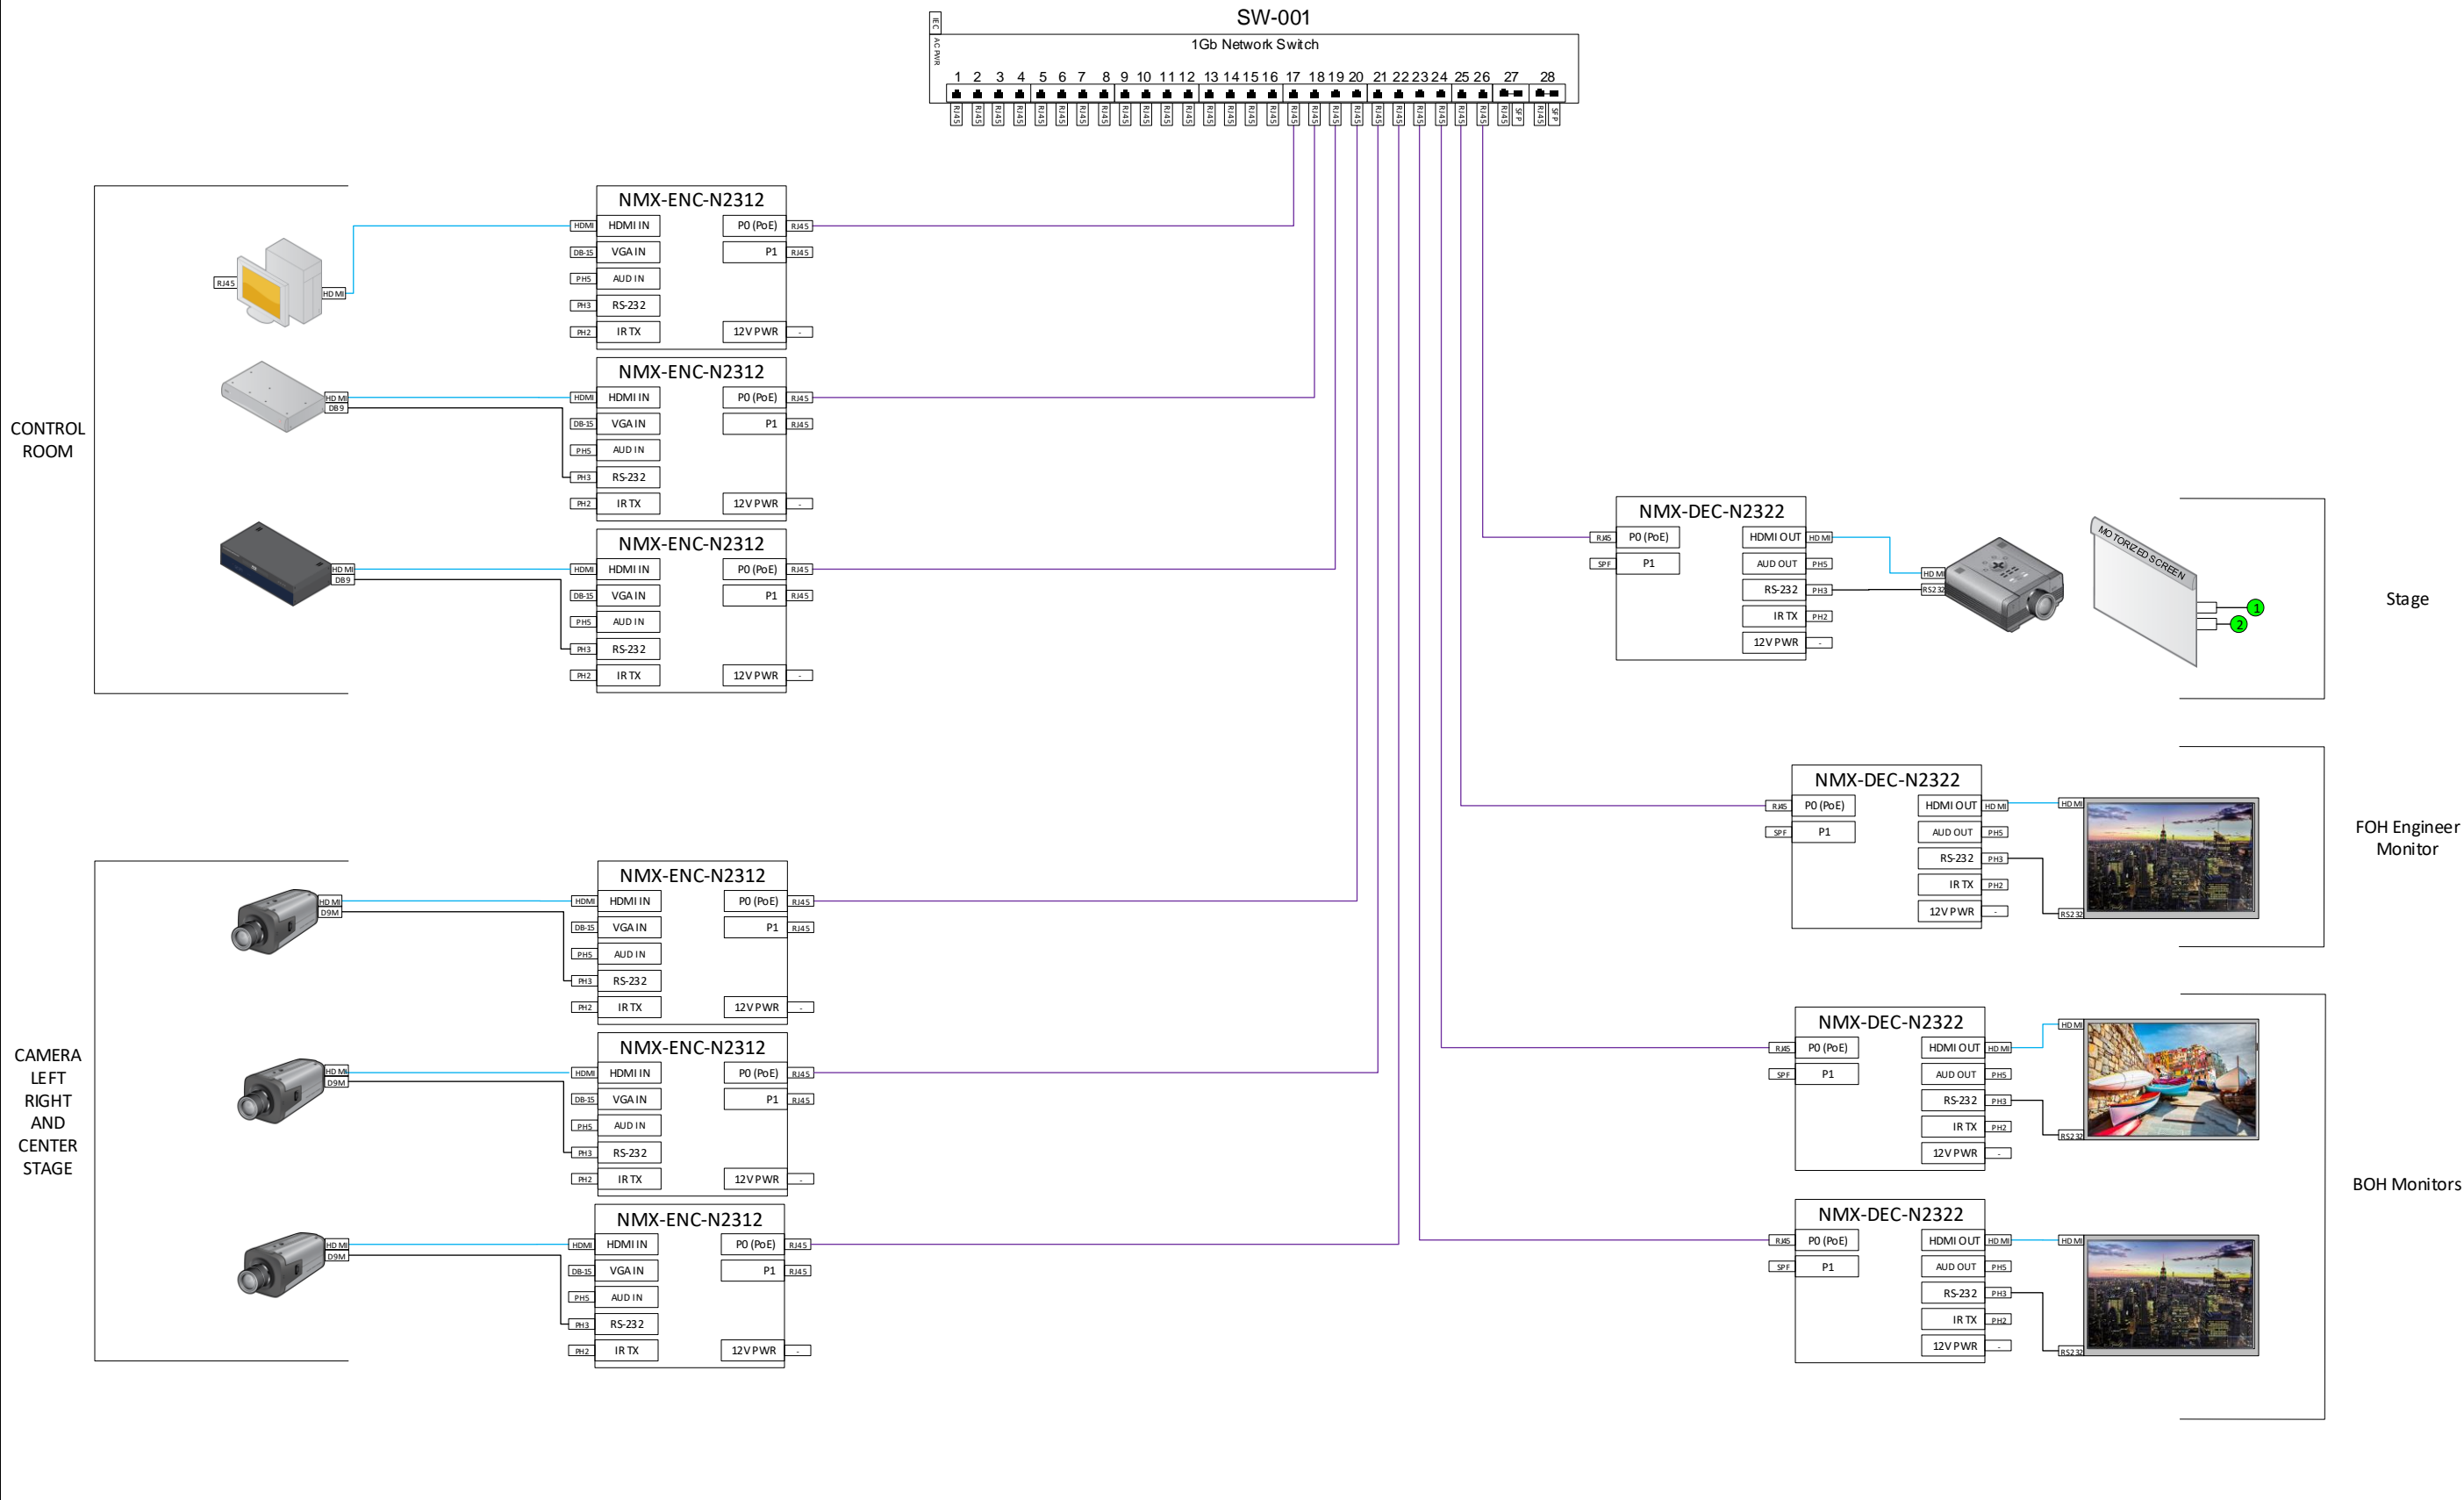 SW-001
IEC
AC PWR
1Gb Network Switch
1 2 3 4 5 6 7 8 9 10 11 12 13 14 15 16 17 18 19 20 21 22 23 24 25 26 27 28
RJ45 RJ45 RJ45 RJ45 RJ45 RJ45 RJ45 RJ45 RJ45 RJ45 RJ45 RJ45 RJ45 RJ45 RJ45 RJ45 RJ45 RJ45 RJ45 RJ45 RJ45 RJ45 RJ45 RJ45 RJ45 RJ45 RJ45 SFP RJ45 SFP
CONTROL
ROOM
RJ45
HDMI
NMX-ENC-N2312
HDMI HDMI IN P0 (PoE) RJ45
DB-15 VGA IN P1 RJ45
PH5 AUD IN
PH3 RS-232
PH2 IR TX 12V PWR -
HDMI
DB9
NMX-ENC-N2312
HDMI HDMI IN P0 (PoE) RJ45
DB-15 VGA IN P1 RJ45
PH5 AUD IN
PH3 RS-232
PH2 IR TX 12V PWR -
HDMI
DB9
NMX-ENC-N2312
HDMI HDMI IN P0 (PoE) RJ45
DB-15 VGA IN P1 RJ45
PH5 AUD IN
PH3 RS-232
PH2 IR TX 12V PWR -
CAMERA
LEFT
RIGHT
AND
CENTER
STAGE
HDMI
D9M
NMX-ENC-N2312
HDMI HDMI IN P0 (PoE) RJ45
DB-15 VGA IN P1 RJ45
PH5 AUD IN
PH3 RS-232
PH2 IR TX 12V PWR -
HDMI
D9M
NMX-ENC-N2312
HDMI HDMI IN P0 (PoE) RJ45
DB-15 VGA IN P1 RJ45
PH5 AUD IN
PH3 RS-232
PH2 IR TX 12V PWR -
HDMI
D9M
NMX-ENC-N2312
HDMI HDMI IN P0 (PoE) RJ45
DB-15 VGA IN P1 RJ45
PH5 AUD IN
PH3 RS-232
PH2 IR TX 12V PWR -
NMX-DEC-N2322
RJ45 P0 (PoE) HDMI OUT HDMI
SPF P1 AUD OUT PH5
RS-232 PH3
IR TX PH2
12V PWR -
HDMI
RS232
MOTORIZED SCREEN
1
2
Stage
NMX-DEC-N2322
RJ45 P0 (PoE) HDMI OUT HDMI
SPF P1 AUD OUT PH5
RS-232 PH3
IR TX PH2
12V PWR -
HDMI
RS232
FOH Engineer
Monitor
NMX-DEC-N2322
RJ45 P0 (PoE) HDMI OUT HDMI
SPF P1 AUD OUT PH5
RS-232 PH3
IR TX PH2
12V PWR -
HDMI
RS232
BOH Monitors
NMX-DEC-N2322
RJ45 P0 (PoE) HDMI OUT HDMI
SPF P1 AUD OUT PH5
RS-232 PH3
IR TX PH2
12V PWR -
HDMI
RS232